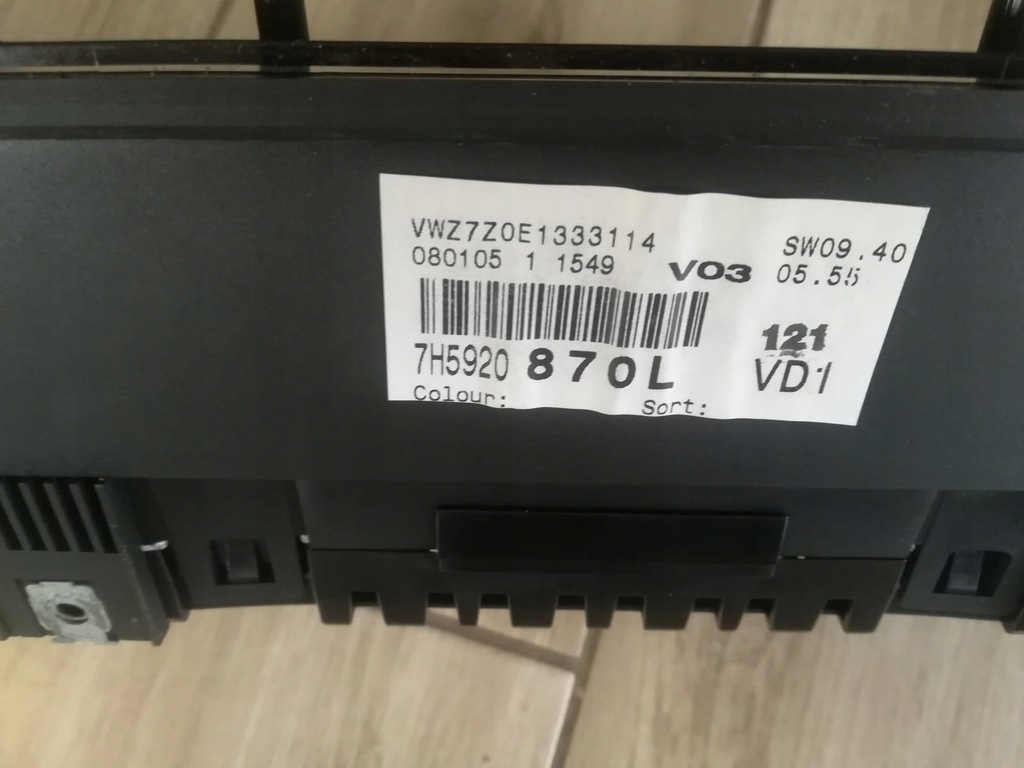 VWZ7Z0E1333114
SW09.40
080105 1 1549
V03
05.55
121
7H5920 870L
VD1
Colour:
Sort: